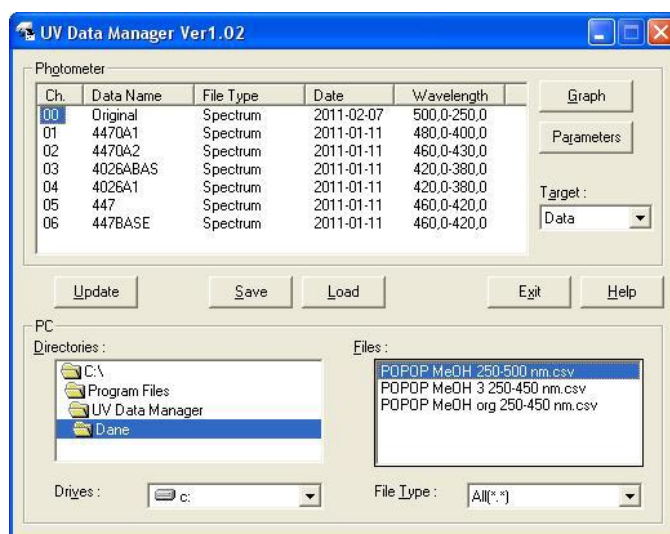 UV Data Manager Ver1.02
Photometer
Ch. Data Name File Type Date Wavelength
00 Original Spectrum 2011-02-07 500,0-250,0
01 4470A1 Spectrum 2011-01-11 480,0-400,0
02 4470A2 Spectrum 2011-01-11 460,0-430,0
03 4026ABAS Spectrum 2011-01-11 420,0-380,0
04 4026A1 Spectrum 2011-01-11 420,0-380,0
05 447 Spectrum 2011-01-11 460,0-420,0
06 447BASE Spectrum 2011-01-11 460,0-420,0
Graph
Parameters
Target :
Data
Update Save Load Exit Help
PC
Directories :
C:\
Program Files
UV Data Manager
Dane
Files :
POPOP MeOH 250-500 nm.csv
POPOP MeOH 3 250-450 nm.csv
POPOP MeOH org 250-450 nm.csv
Drives : c:
File Type : All(*.*)